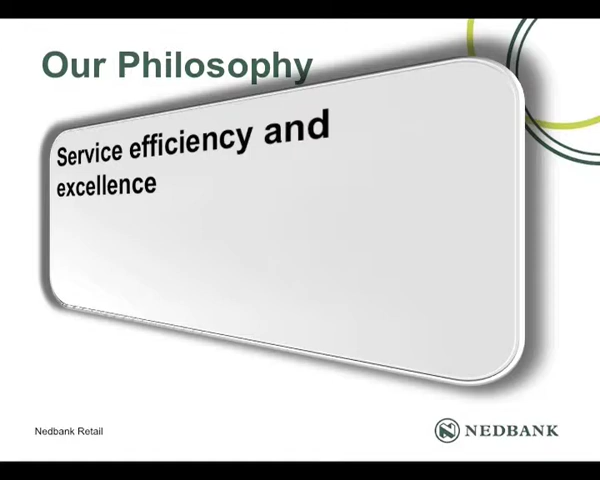 Our Philosophy
Service efficiency and
excellence
Nedbank Retail
NEDBANK